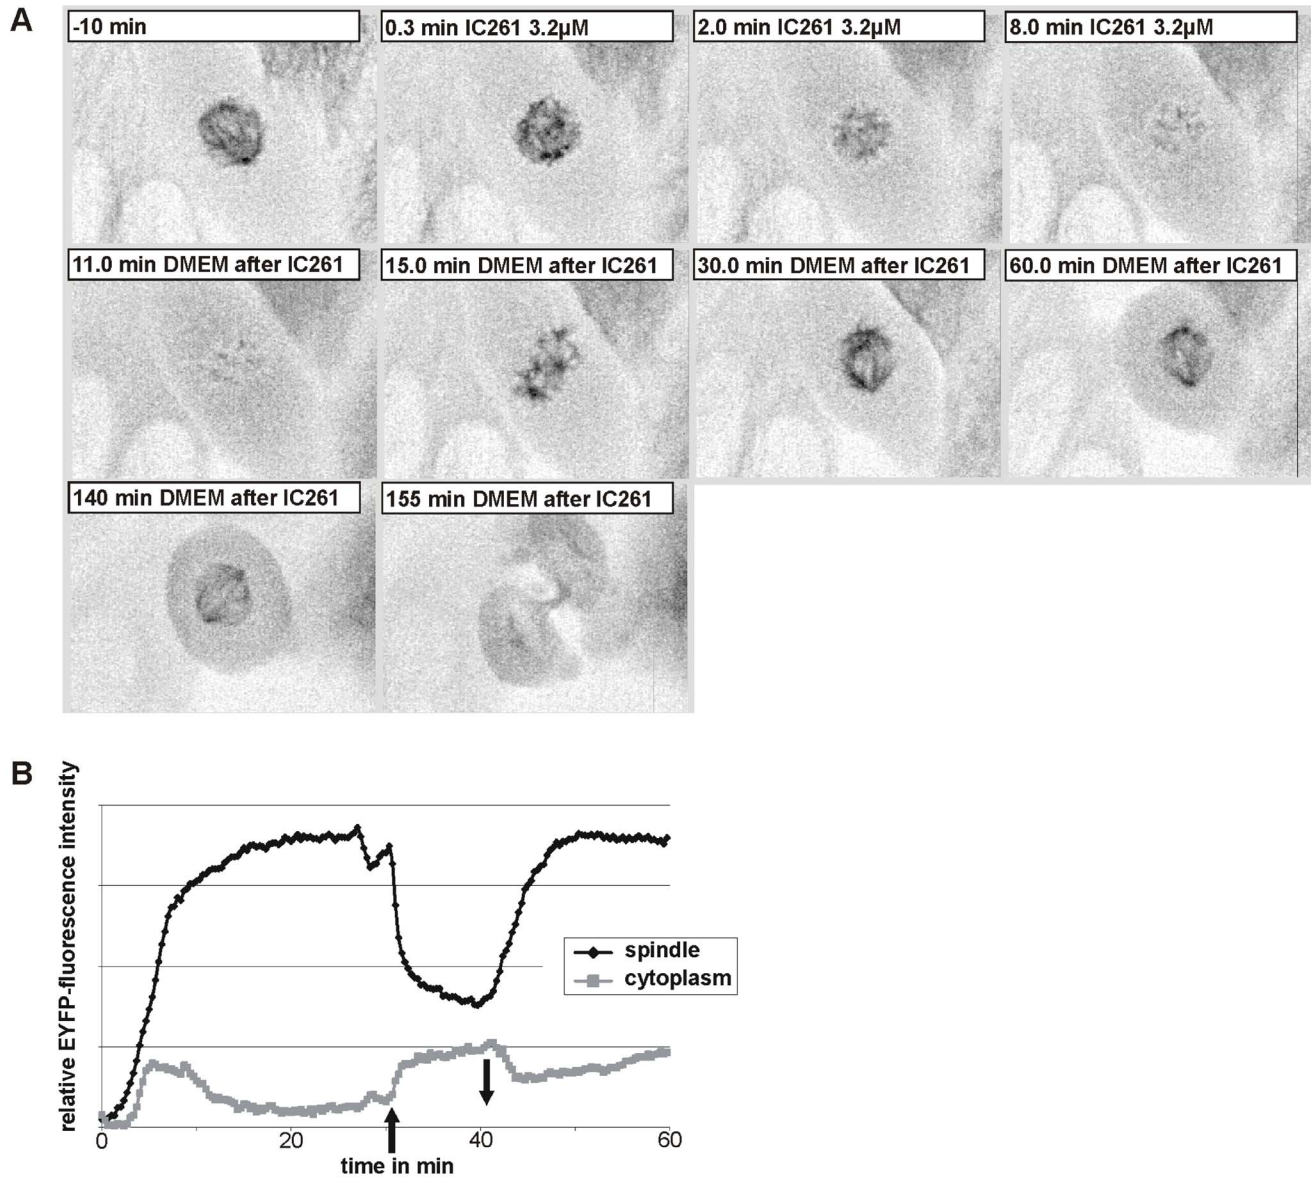 A
-10 min
0.3 min IC261 3.2µM
2.0 min IC261 3.2µM
8.0 min IC261 3.2µM
11.0 min DMEM after IC261
15.0 min DMEM after IC261
30.0 min DMEM after IC261
60.0 min DMEM after IC261
140 min DMEM after IC261
155 min DMEM after IC261
B
relative EYFP-fluorescence intensity
spindle
cytoplasm
0
20
40
60
time in min